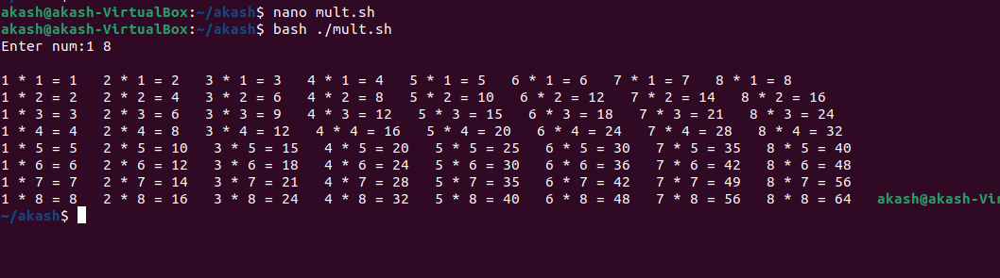 akash@akash-VirtualBox:~/akash$ nano mult.sh
akash@akash-VirtualBox:~/akash$ bash ./mult.sh
Enter num:1 8
1 * 1 = 1   2 * 1 = 2   3 * 1 = 3   4 * 1 = 4   5 * 1 = 5   6 * 1 = 6   7 * 1 = 7   8 * 1 = 8
1 * 2 = 2   2 * 2 = 4   3 * 2 = 6   4 * 2 = 8   5 * 2 = 10   6 * 2 = 12   7 * 2 = 14   8 * 2 = 16
1 * 3 = 3   2 * 3 = 6   3 * 3 = 9   4 * 3 = 12   5 * 3 = 15   6 * 3 = 18   7 * 3 = 21   8 * 3 = 24
1 * 4 = 4   2 * 4 = 8   3 * 4 = 12   4 * 4 = 16   5 * 4 = 20   6 * 4 = 24   7 * 4 = 28   8 * 4 = 32
1 * 5 = 5   2 * 5 = 10   3 * 5 = 15   4 * 5 = 20   5 * 5 = 25   6 * 5 = 30   7 * 5 = 35   8 * 5 = 40
1 * 6 = 6   2 * 6 = 12   3 * 6 = 18   4 * 6 = 24   5 * 6 = 30   6 * 6 = 36   7 * 6 = 42   8 * 6 = 48
1 * 7 = 7   2 * 7 = 14   3 * 7 = 21   4 * 7 = 28   5 * 7 = 35   6 * 7 = 42   7 * 7 = 49   8 * 7 = 56
1 * 8 = 8   2 * 8 = 16   3 * 8 = 24   4 * 8 = 32   5 * 8 = 40   6 * 8 = 48   7 * 8 = 56   8 * 8 = 64   akash@akash-Vir
~/akash$